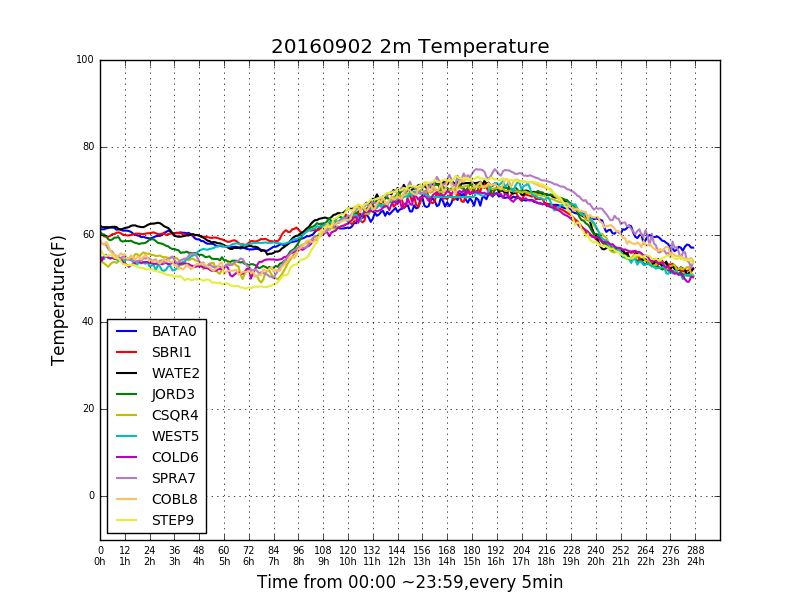 20160902 2m Temperature
100
80
60
40
20
0
Temperature(F)
BATA0
SBRI1
WATE2
JORD3
CSQR4
WEST5
COLD6
SPRA7
COBL8
STEP9
0 12 24 36 48 60 72 84 96 108 120 132 144 156 168 180 192 204 216 228 240 252 264 276 288
0h 1h 2h 3h 4h 5h 6h 7h 8h 9h 10h 11h 12h 13h 14h 15h 16h 17h 18h 19h 20h 21h 22h 23h 24h
Time from 00:00 ~23:59,every 5min